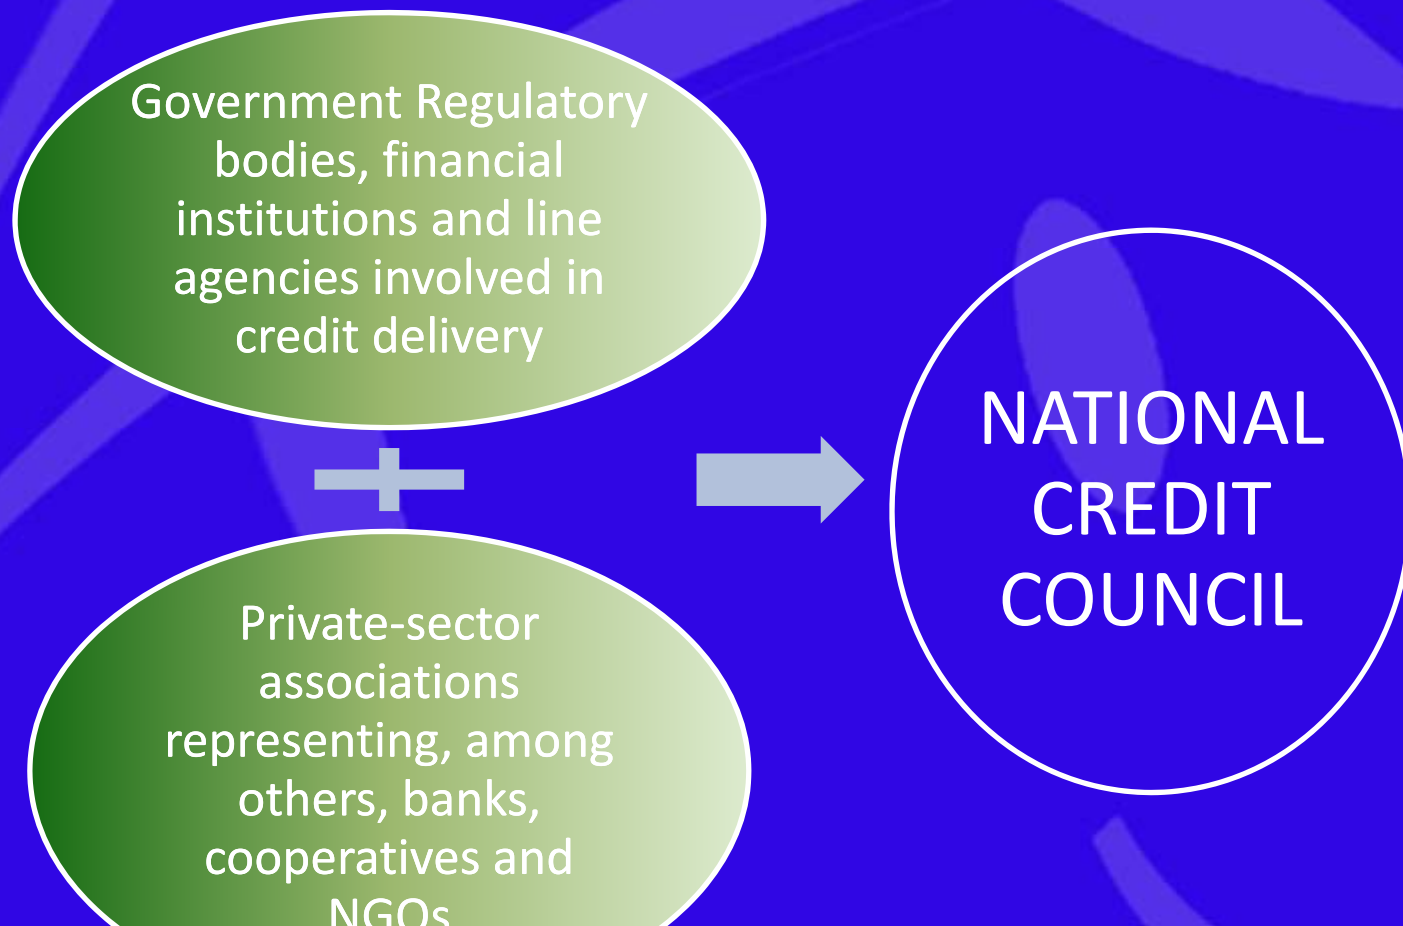 Government Regulatory
bodies, financial
institutions and line
agencies involved in
credit delivery
Private-sector
associations
representing, among
others, banks,
cooperatives and
NGOs
NATIONAL
CREDIT
COUNCIL